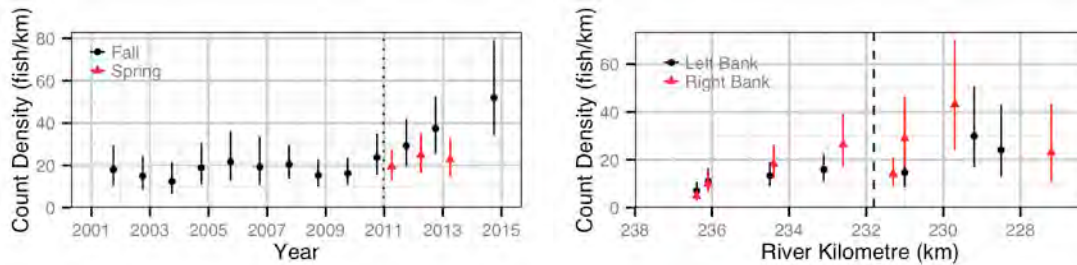 Count Density (fish/km)
80
60
40
20
0
Fall
Spring
2001 2003 2005 2007 2009 2011 2013 2015
Year
Count Density (fish/km)
60
40
20
0
Left Bank
Right Bank
238 236 234 232 230 228
River Kilometre (km)